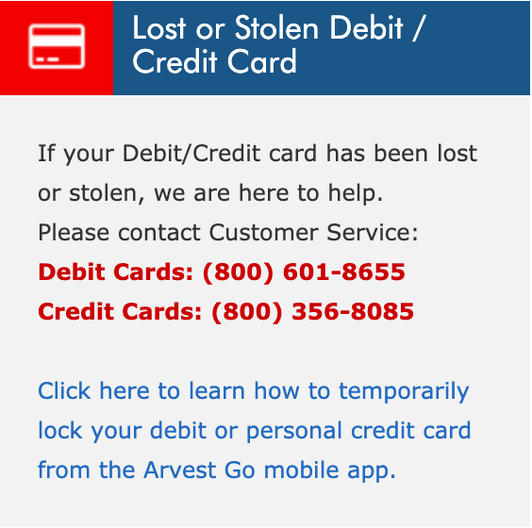 Lost or Stolen Debit /
Credit Card
If your Debit/Credit card has been lost
or stolen, we are here to help.
Please contact Customer Service:
Debit Cards: (800) 601-8655
Credit Cards: (800) 356-8085
Click here to learn how to temporarily
lock your debit or personal credit card
from the Arvest Go mobile app.